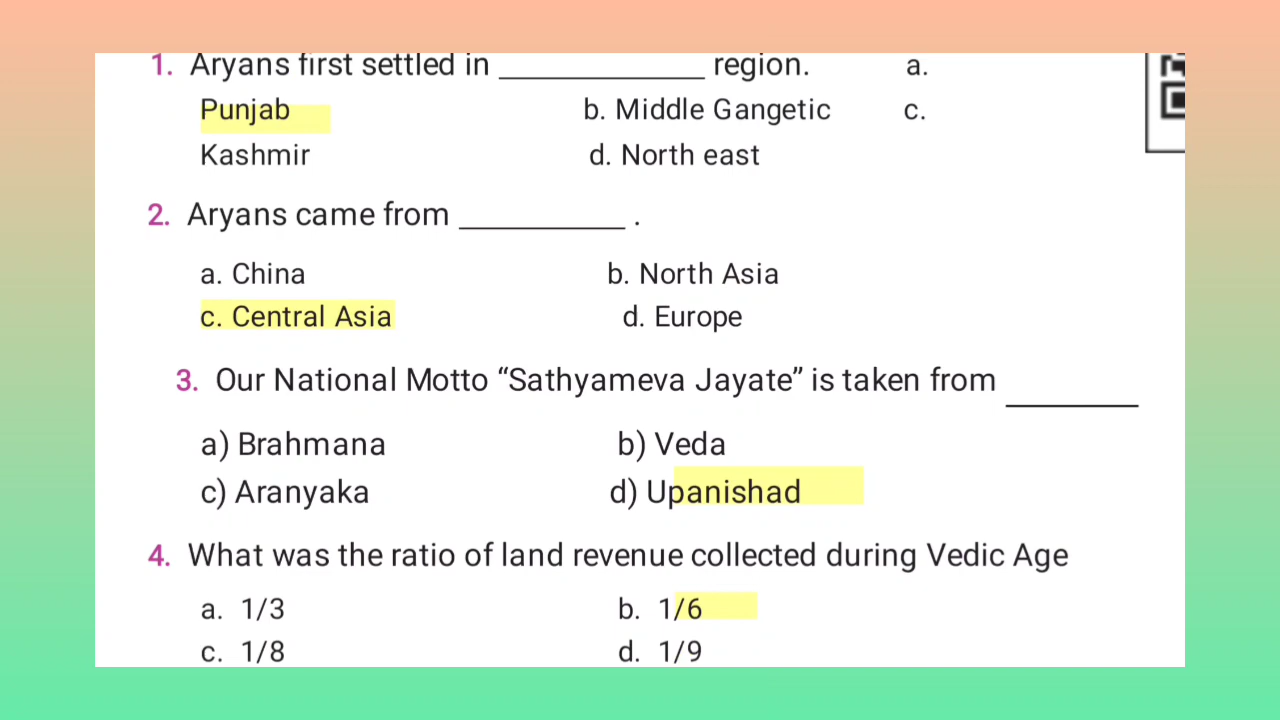 1. Aryans first settled in ____________ region. a.
Punjab b. Middle Gangetic c.
Kashmir d. North east
2. Aryans came from __________ .
a. China b. North Asia
c. Central Asia d. Europe
3. Our National Motto “Sathyameva Jayate” is taken from ________
a) Brahmana b) Veda
c) Aranyaka d) Upanishad
4. What was the ratio of land revenue collected during Vedic Age
a. 1/3 b. 1/6
c. 1/8 d. 1/9